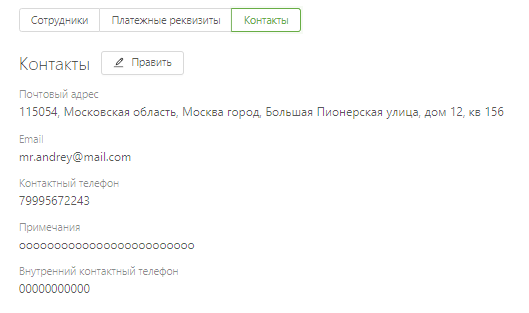 Сотрудники Платежные реквизиты Контакты
Контакты Править
Почтовый адрес
115054, Московская область, Москва город, Большая Пионерская улица, дом 12, кв 156
Email
mr.andrey@mail.com
Контактный телефон
79995672243
Примечания
ооооооооооооооооооооооооо
Внутренний контактный телефон
00000000000